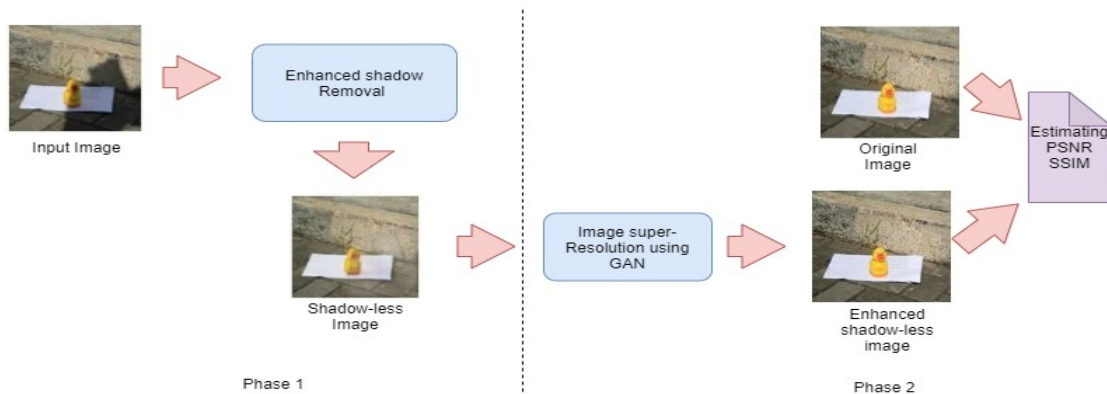 Input Image
Enhanced shadow
Removal
Shadow-less
Image
Phase 1
Image super-
Resolution using
GAN
Original
Image
Enhanced
shadow-less
image
Estimating
PSNR
SSIM
Phase 2